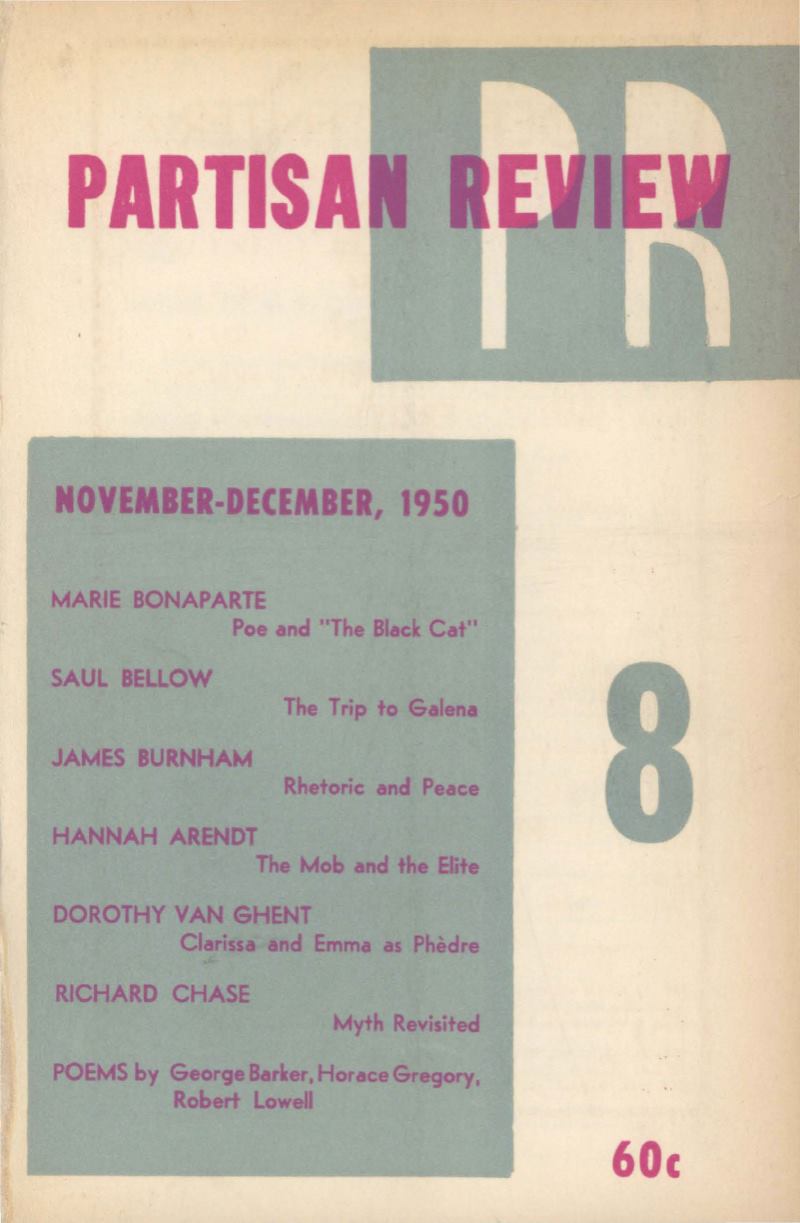 PR
PARTISAN REVIEW
NOVEMBER-DECEMBER, 1950
MARIE BONAPARTE
Poe and "The Black Cat"
SAUL BELLOW
The Trip to Galena
JAMES BURNHAM
Rhetoric and Peace
HANNAH ARENDT
The Mob and the Elite
DOROTHY VAN GHENT
Clarissa and Emma as Phèdre
RICHARD CHASE
Myth Revisited
POEMS by George Barker, Horace Gregory,
Robert Lowell
8
60c